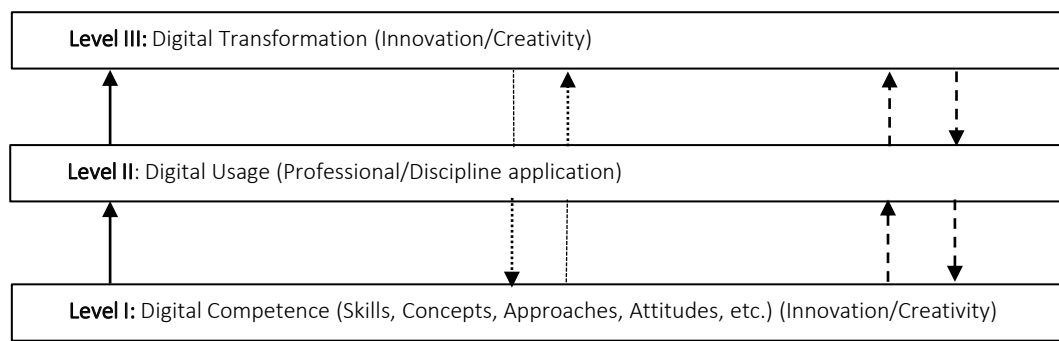 Level III: Digital Transformation (Innovation/Creativity)
Level II: Digital Usage (Professional/Discipline application)
Level I: Digital Competence (Skills, Concepts, Approaches, Attitudes, etc.) (Innovation/Creativity)